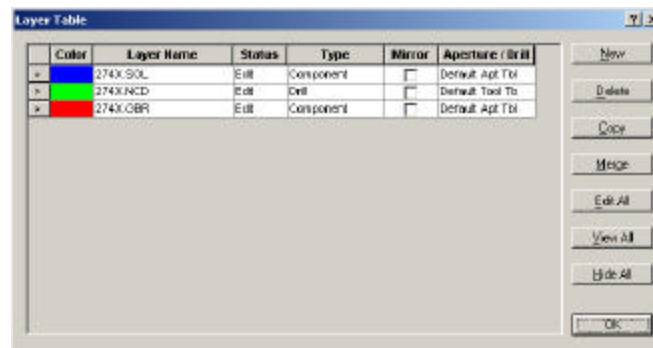 Layer Table
Color Layer Name Status Type Mirror Aperture / Drill
274X.SOL Edit Component Default Apt Tbl
274X.NCD Edit Drill Default Tool Tb
274X.GBR Edit Component Default Apt Tbl
New
Delete
Copy
Merge
Edit All
View All
Hide All
OK